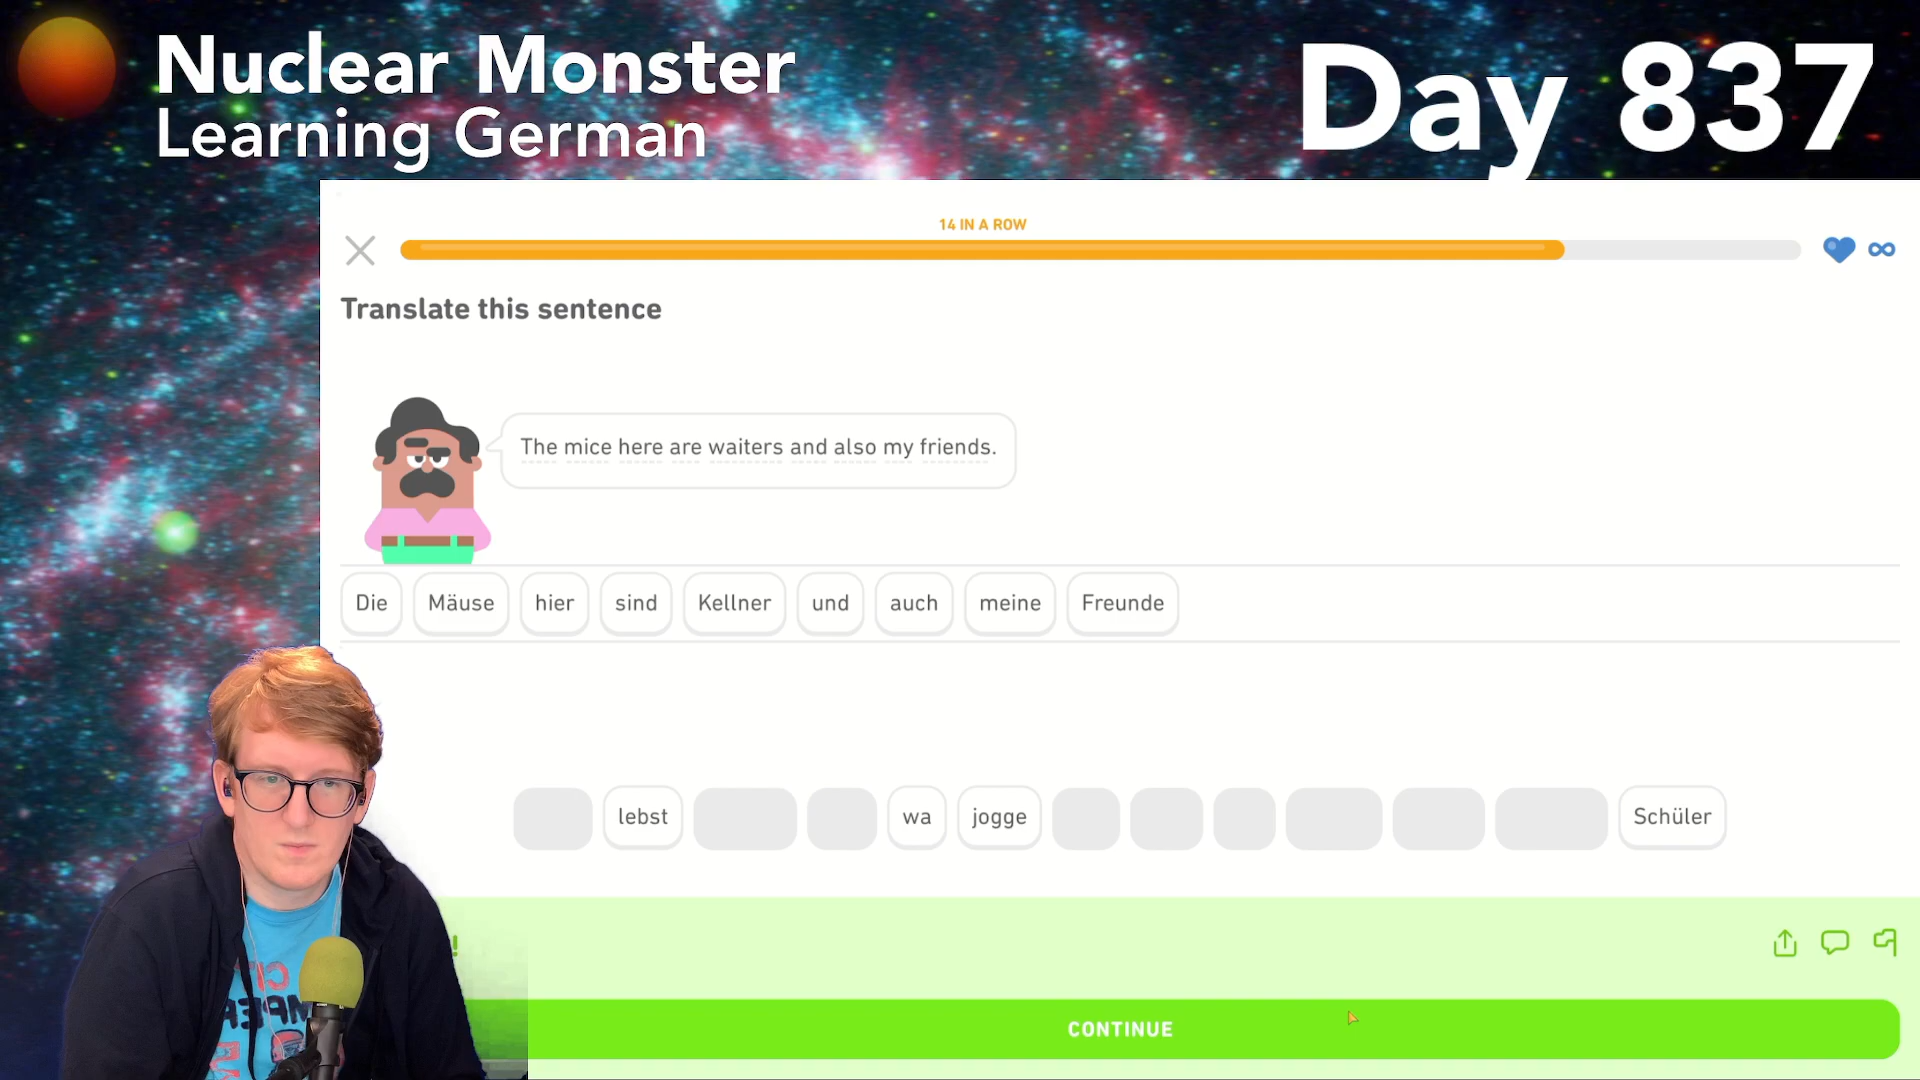 Nuclear Monster
Learning German
Day 837
14 IN A ROW
Translate this sentence
The mice here are waiters and also my friends.
Die Mäuse hier sind Kellner und auch meine Freunde
lebst wa jogge Schüler
!
CONTINUE